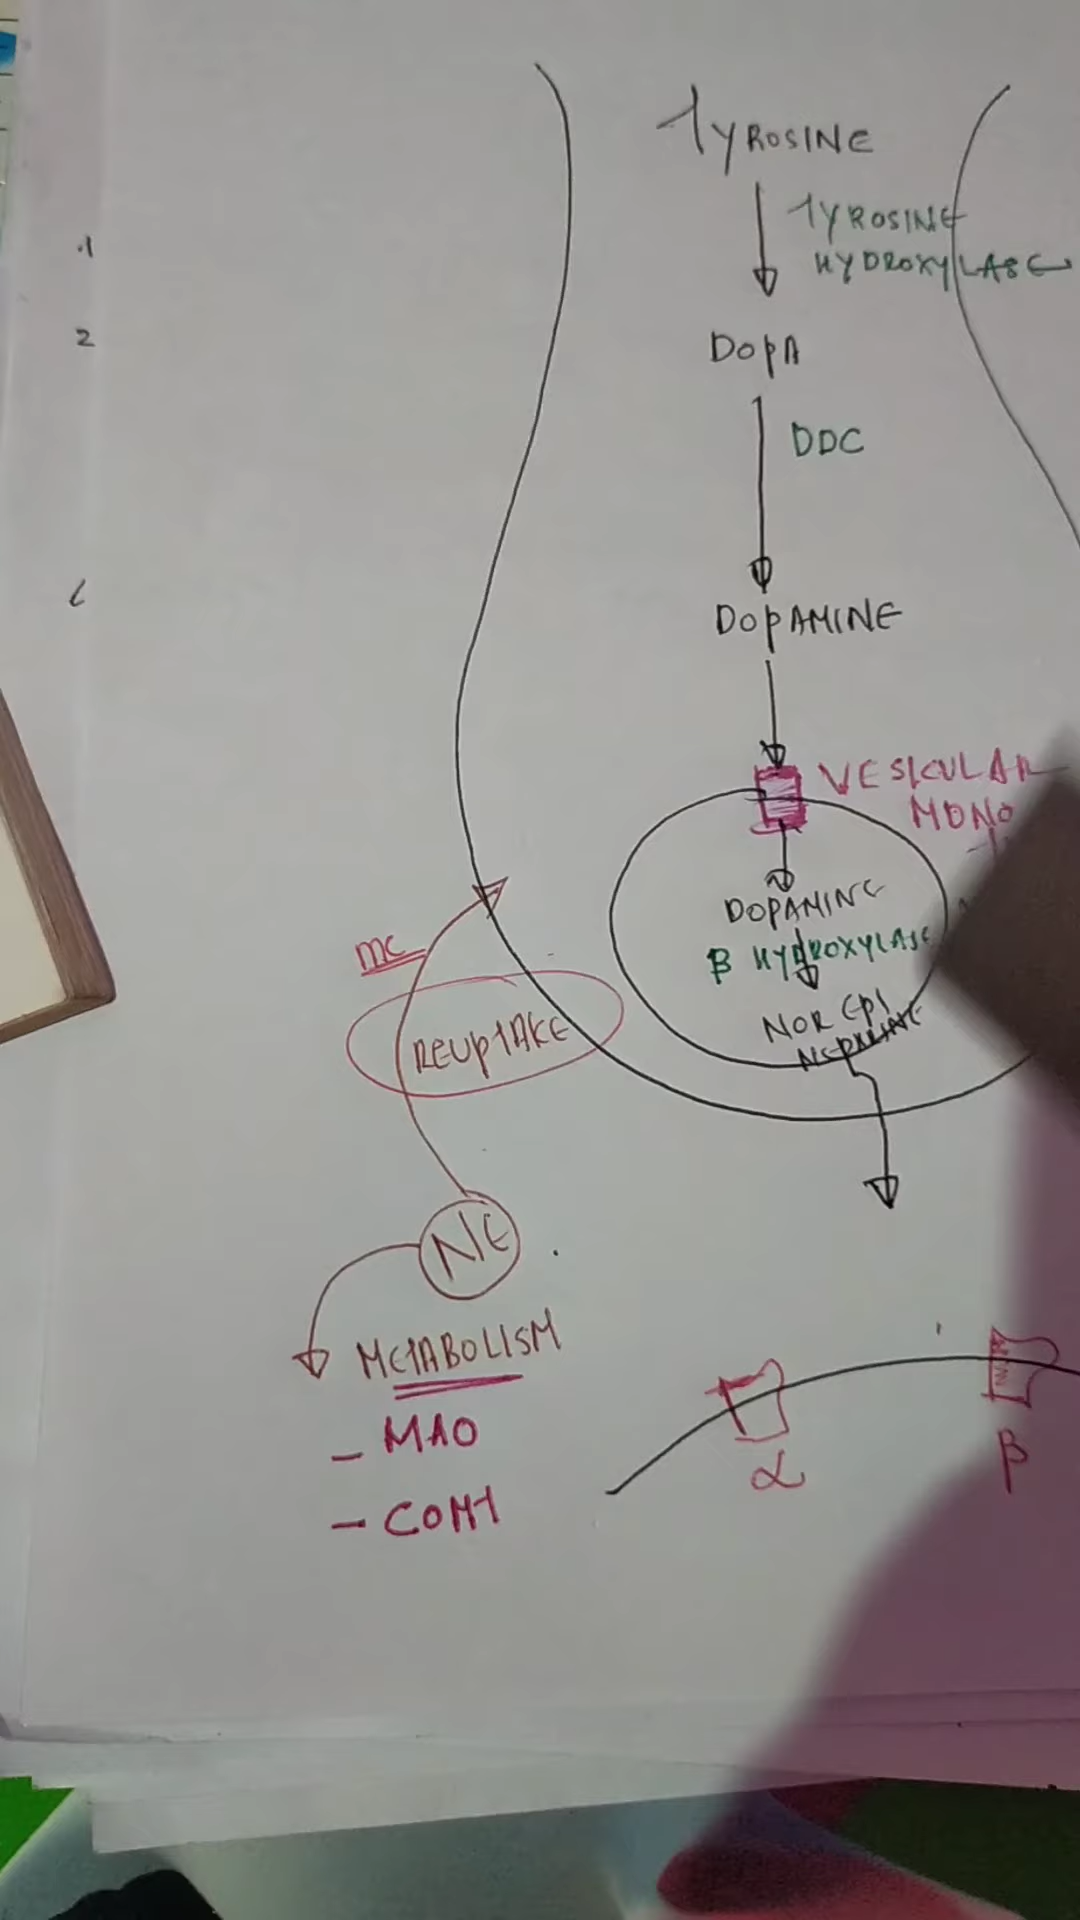 1
2
TYROSINE
TYROSINE
HYDROXYLASE
DOPA
DDC
DOPAMINE
VESICULAR
MONO
DOPAMINE
β HYDROXYLASE
NOR EPI
NEPHRINE
mc
REUPTAKE
NE
METABOLISM
- MAO
- COMT
α
β